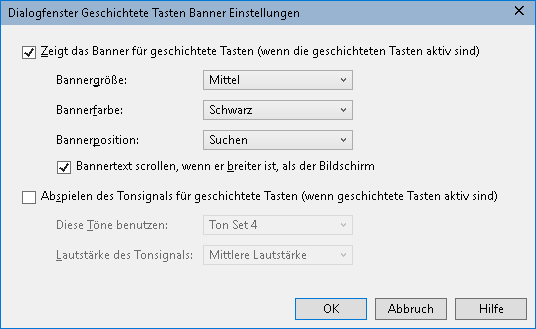 Dialogfenster Geschichtete Tasten Banner Einstellungen
Zeigt das Banner für geschichtete Tasten (wenn die geschichteten Tasten aktiv sind)
Bannergröße: Mittel
Bannerfarbe: Schwarz
Bannerposition: Suchen
Bannertext scrollen, wenn er breiter ist, als der Bildschirm
Abspielen des Tonsignals für geschichtete Tasten (wenn geschichtete Tasten aktiv sind)
Diese Töne benutzen: Ton Set 4
Lautstärke des Tonsignals: Mittlere Lautstärke
OK Abbruch Hilfe